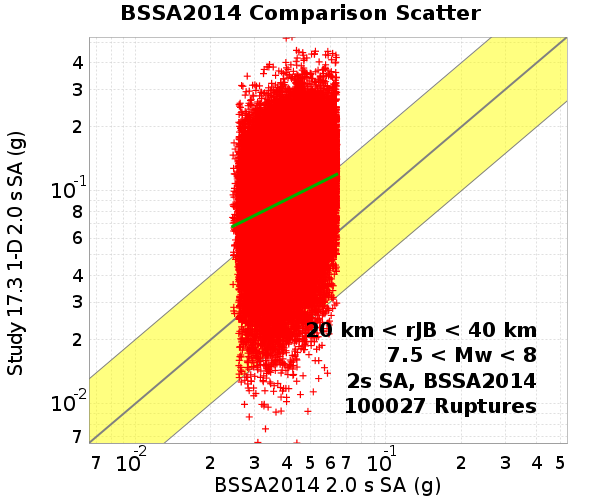 BSSA2014 Comparison Scatter
Study 17.3 1-D 2.0 s SA (g)
4
3
2
10^-1
8
6
4
3
2
10^-2
7
20 km < rJB < 40 km
7.5 < Mw < 8
2s SA, BSSA2014
100027 Ruptures
7 10^-2 2 3 4 5 6 7 10^-1 2 3 4 5
BSSA2014 2.0 s SA (g)